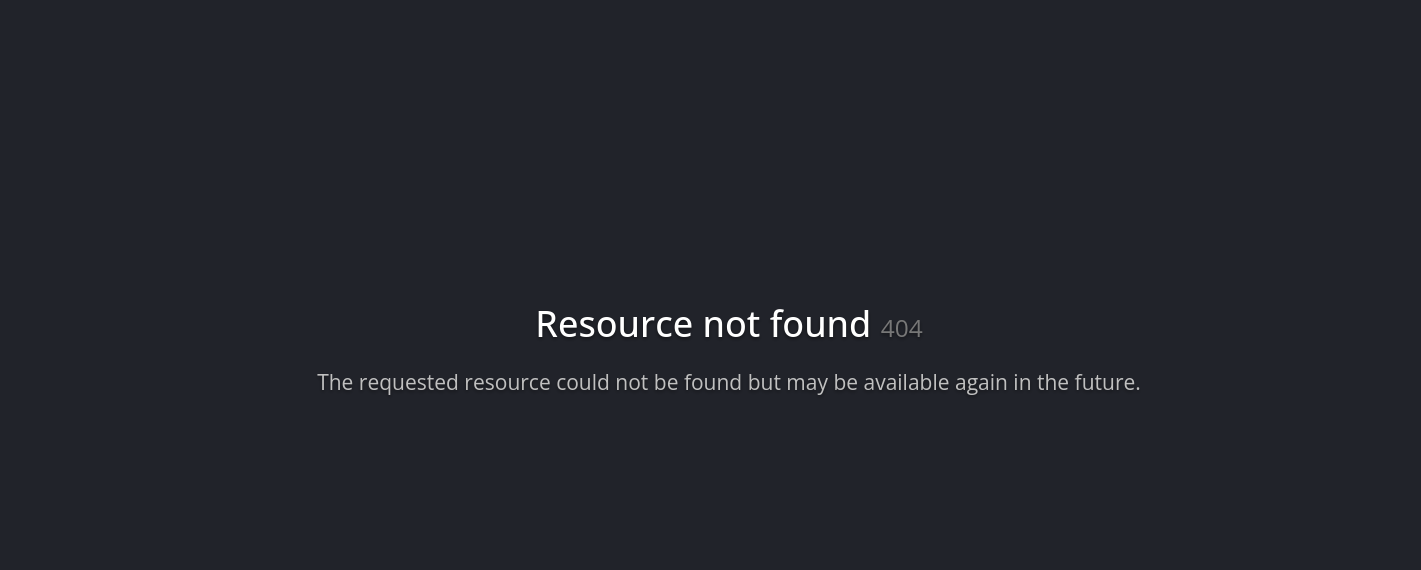 Resource not found 404
The requested resource could not be found but may be available again in the future.